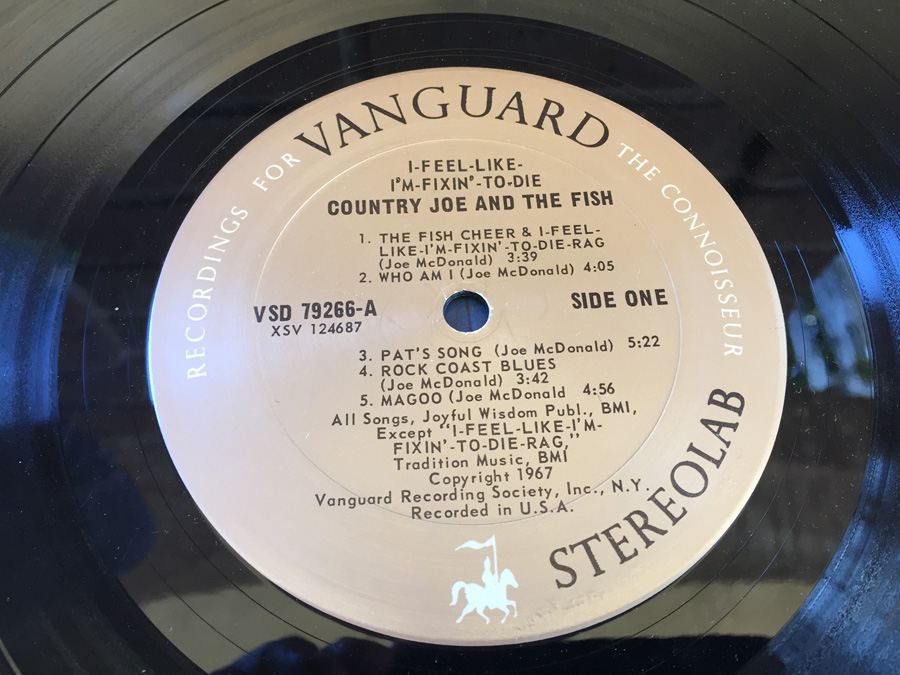 RECORDINGS FOR VANGUARD THE CONNOISSEUR
I-FEEL-LIKE-
I'M-FIXIN'-TO-DIE
COUNTRY JOE AND THE FISH
1. THE FISH CHEER & I-FEEL-
LIKE-I'M-FIXIN'-TO-DIE-RAG
(Joe McDonald) 3:39
2. WHO AM I (Joe McDonald) 4:05
VSD 79266-A SIDE ONE
XSV 124687
3. PAT'S SONG (Joe McDonald) 5:22
4. ROCK COAST BLUES
(Joe McDonald) 3:42
5. MAGOO (Joe McDonald 4:56
All Songs, Joyful Wisdom Publ., BMI,
Except "I-FEEL-LIKE-I'M-
FIXIN'-TO-DIE-RAG,"
Tradition Music, BMI
Copyright 1967
Vanguard Recording Society, Inc., N.Y.
Recorded in U.S.A.
STEREOLAB